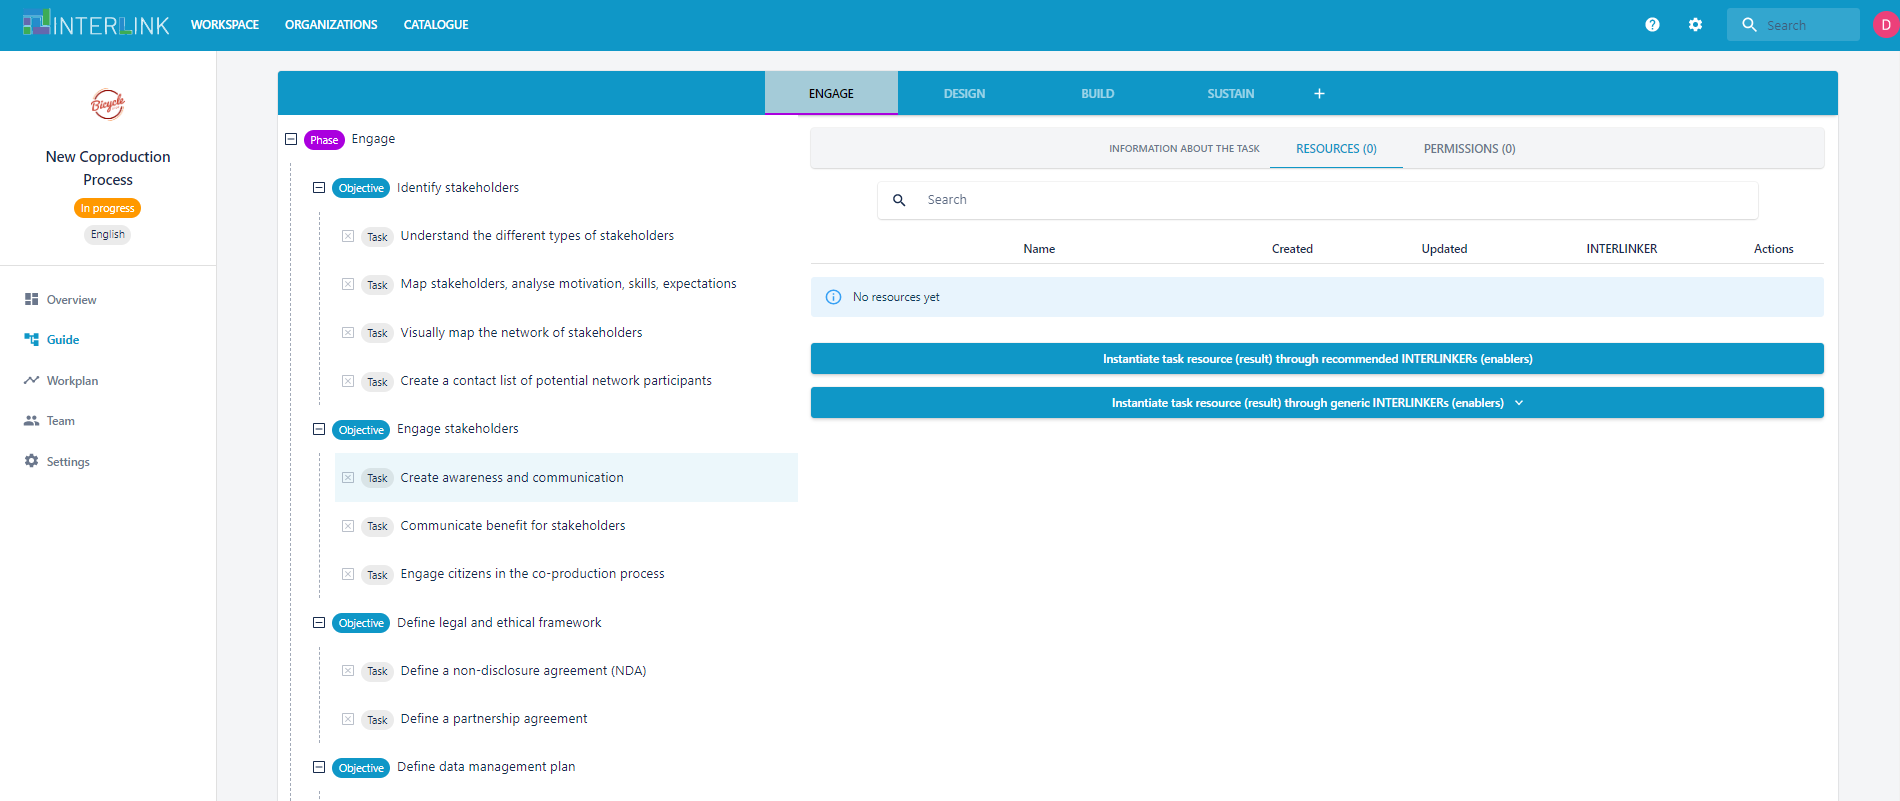 INTERLINK
WORKSPACE
ORGANIZATIONS
CATALOGUE
Search
D
Bicycle
New Coproduction
Process
In progress
English
Overview
Guide
Workplan
Team
Settings
ENGAGE
DESIGN
BUILD
SUSTAIN
+
Phase Engage
Objective Identify stakeholders
Task Understand the different types of stakeholders
Task Map stakeholders, analyse motivation, skills, expectations
Task Visually map the network of stakeholders
Task Create a contact list of potential network participants
Objective Engage stakeholders
Task Create awareness and communication
Task Communicate benefit for stakeholders
Task Engage citizens in the co-production process
Objective Define legal and ethical framework
Task Define a non-disclosure agreement (NDA)
Task Define a partnership agreement
Objective Define data management plan
INFORMATION ABOUT THE TASK
RESOURCES (0)
PERMISSIONS (0)
Search
Name Created Updated INTERLINKER Actions
No resources yet
Instantiate task resource (result) through recommended INTERLINKERs (enablers)
Instantiate task resource (result) through generic INTERLINKERs (enablers)